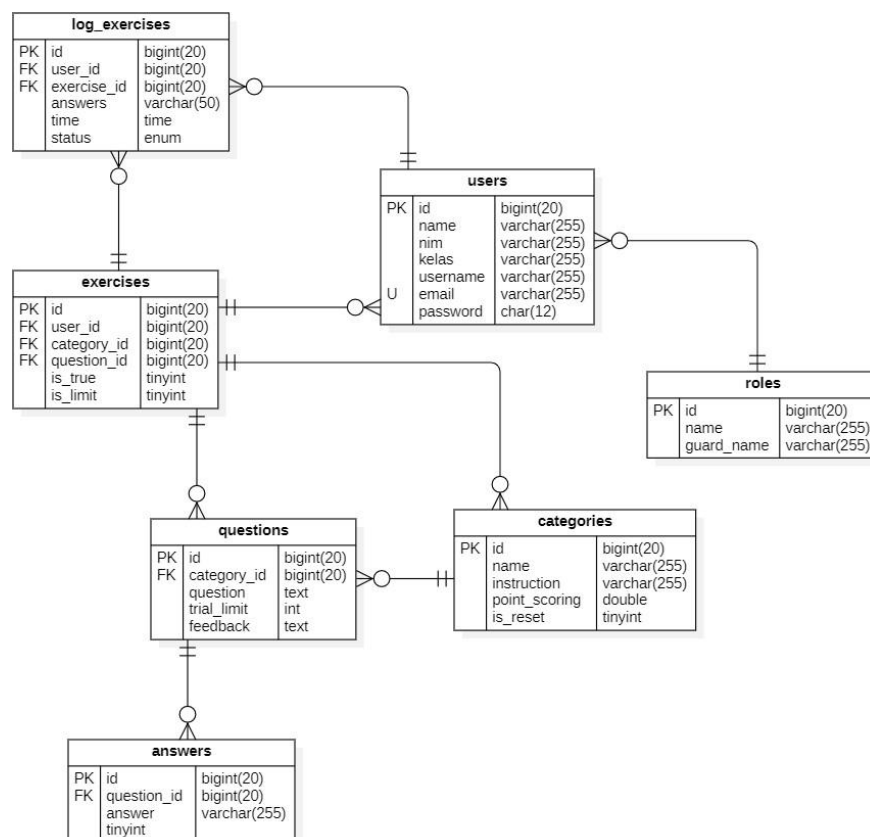 log_exercises
PK id bigint(20)
FK user_id bigint(20)
FK exercise_id bigint(20)
answers varchar(50)
time time
status enum
users
PK id bigint(20)
name varchar(255)
nim varchar(255)
kelas varchar(255)
username varchar(255)
U email varchar(255)
password char(12)
exercises
PK id bigint(20)
FK user_id bigint(20)
FK category_id bigint(20)
FK question_id bigint(20)
is_true tinyint
is_limit tinyint
roles
PK id bigint(20)
name varchar(255)
guard_name varchar(255)
questions
PK id bigint(20)
FK category_id bigint(20)
question text
trial_limit int
feedback text
categories
PK id bigint(20)
name varchar(255)
instruction varchar(255)
point_scoring double
is_reset tinyint
answers
PK id bigint(20)
FK question_id bigint(20)
answer varchar(255)
tinyint